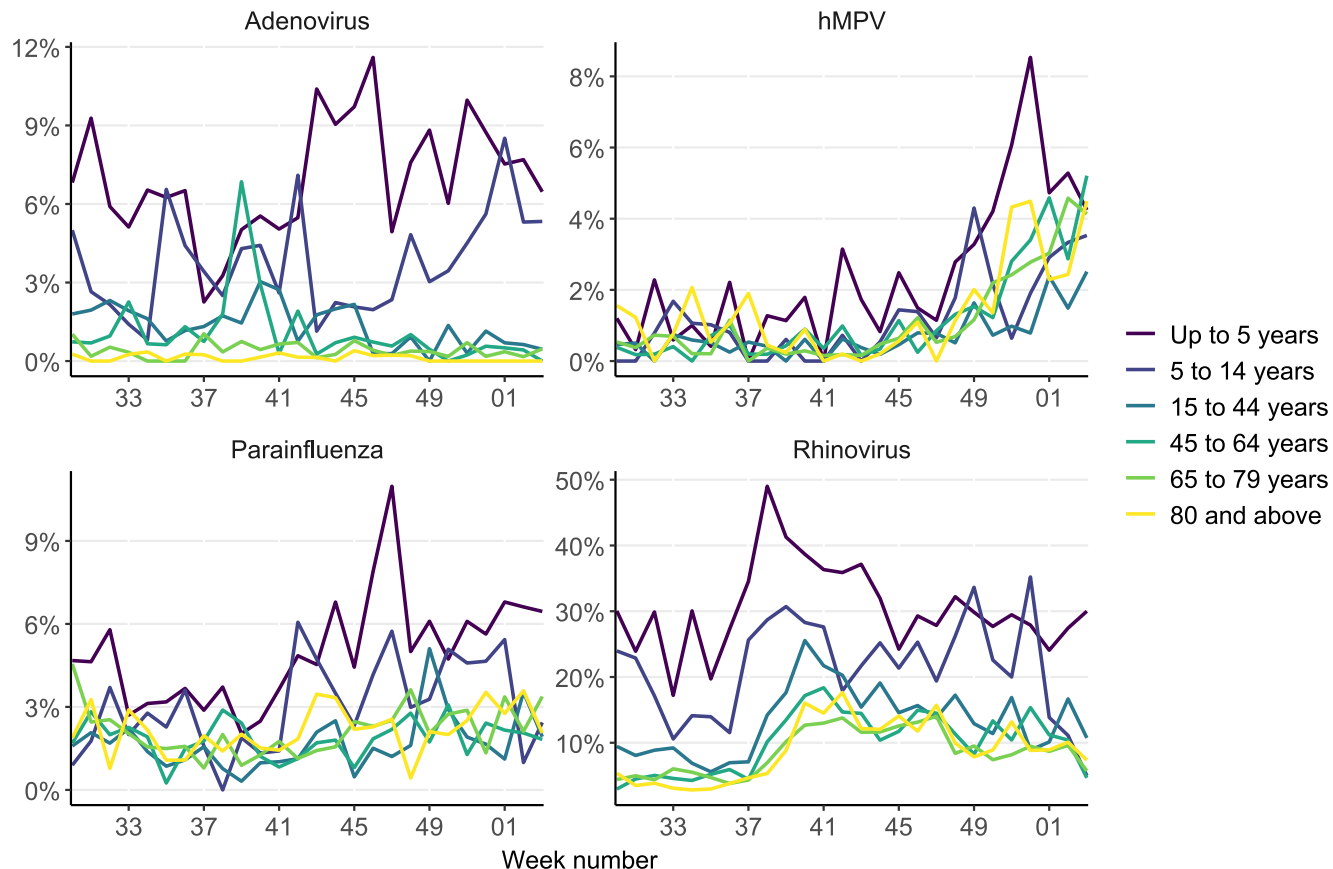 Adenovirus
hMPV
12%
9%
6%
3%
0%
33 37 41 45 49 01
8%
6%
4%
2%
0%
33 37 41 45 49 01
Parainfluenza
Rhinovirus
9%
6%
3%
0%
33 37 41 45 49 01
50%
40%
30%
20%
10%
33 37 41 45 49 01
Week number
Up to 5 years
5 to 14 years
15 to 44 years
45 to 64 years
65 to 79 years
80 and above